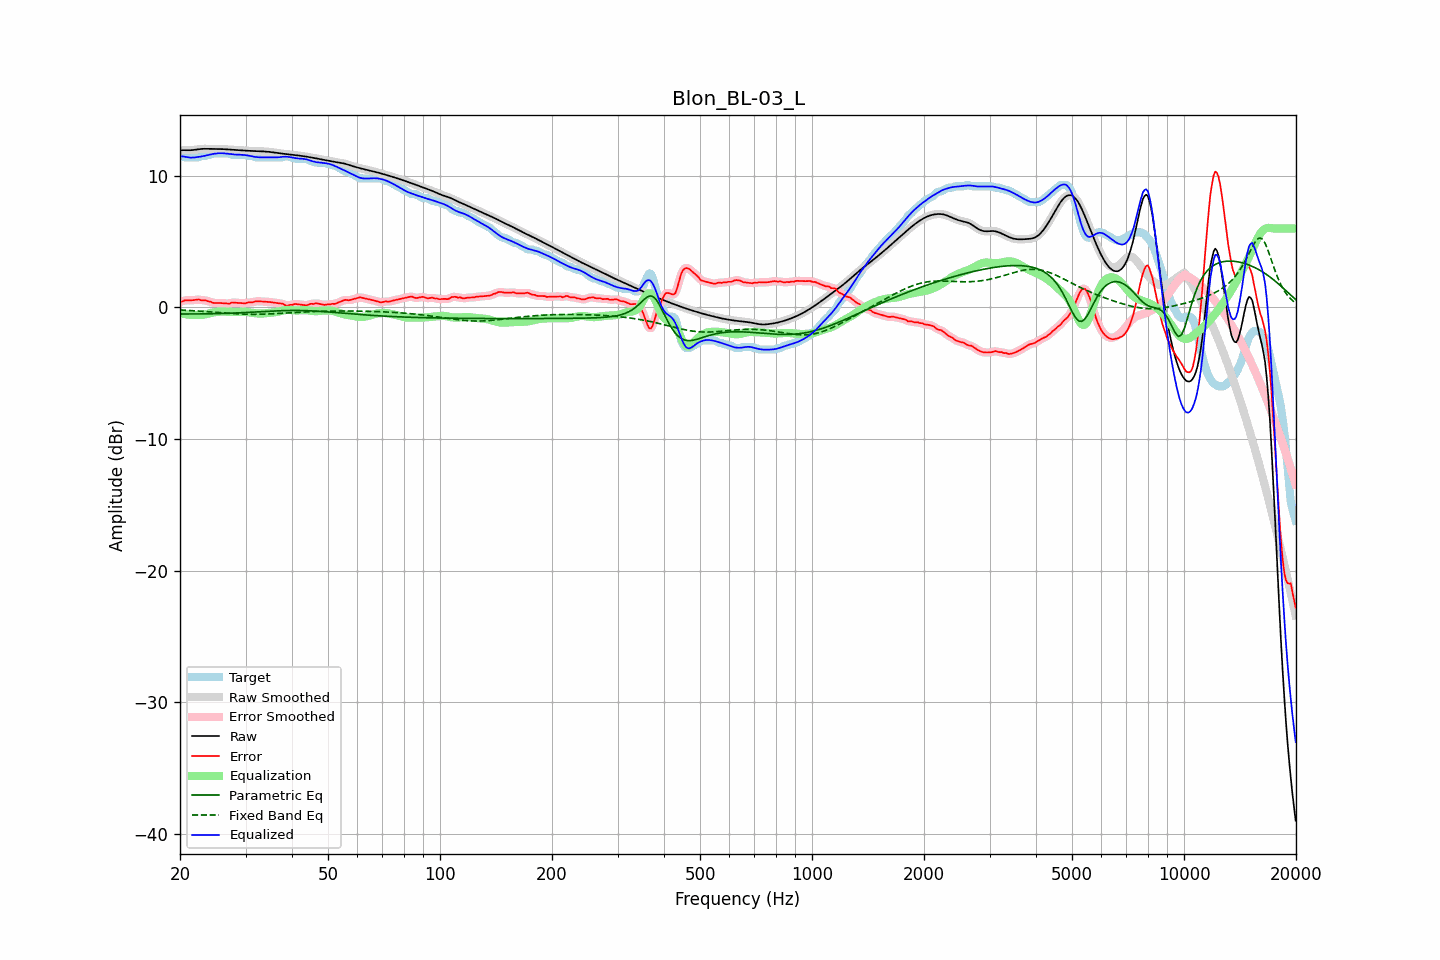 Blon_BL-03_L
10
0
−10
−20
−30
−40
Amplitude (dBr)
20
50
100
200
500
1000
2000
5000
10000
20000
Frequency (Hz)
Target
Raw Smoothed
Error Smoothed
Raw
Error
Equalization
Parametric Eq
Fixed Band Eq
Equalized